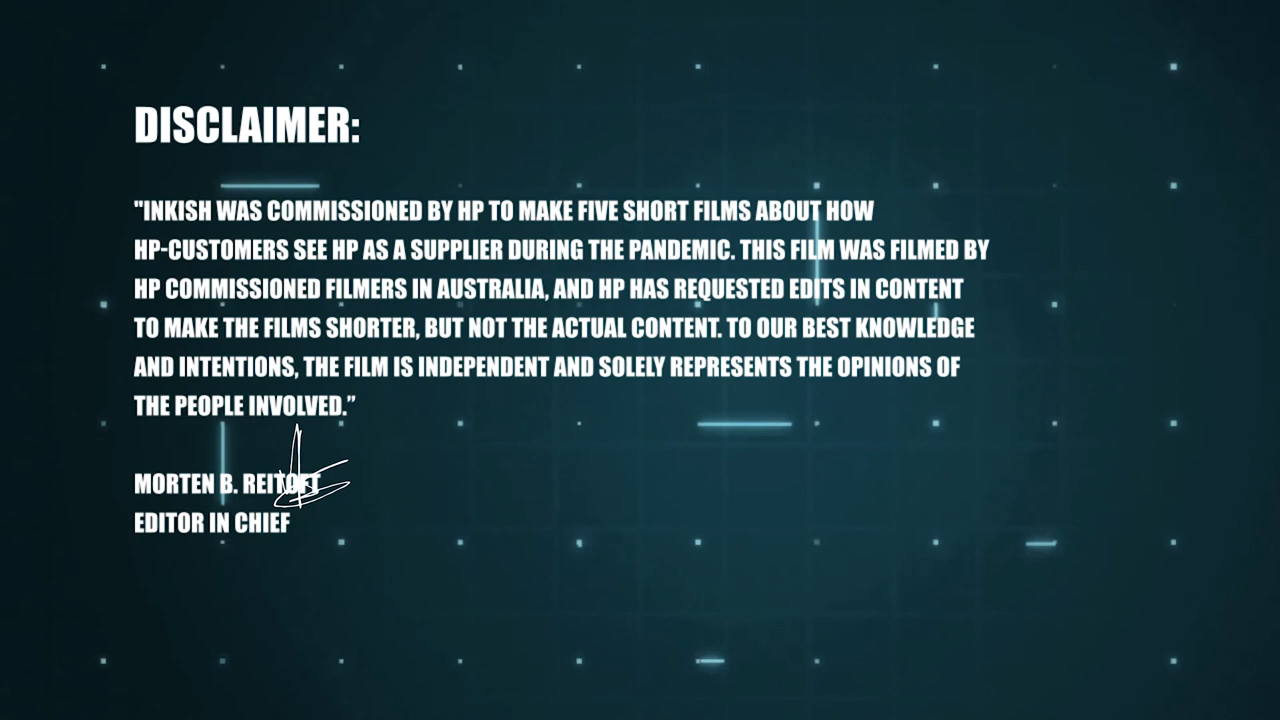 DISCLAIMER:
"INKISH WAS COMMISSIONED BY HP TO MAKE FIVE SHORT FILMS ABOUT HOW
HP-CUSTOMERS SEE HP AS A SUPPLIER DURING THE PANDEMIC. THIS FILM WAS FILMED BY
HP COMMISSIONED FILMERS IN AUSTRALIA, AND HP HAS REQUESTED EDITS IN CONTENT
TO MAKE THE FILMS SHORTER, BUT NOT THE ACTUAL CONTENT. TO OUR BEST KNOWLEDGE
AND INTENTIONS, THE FILM IS INDEPENDENT AND SOLELY REPRESENTS THE OPINIONS OF
THE PEOPLE INVOLVED.”
MORTEN B. REITOFT
EDITOR IN CHIEF